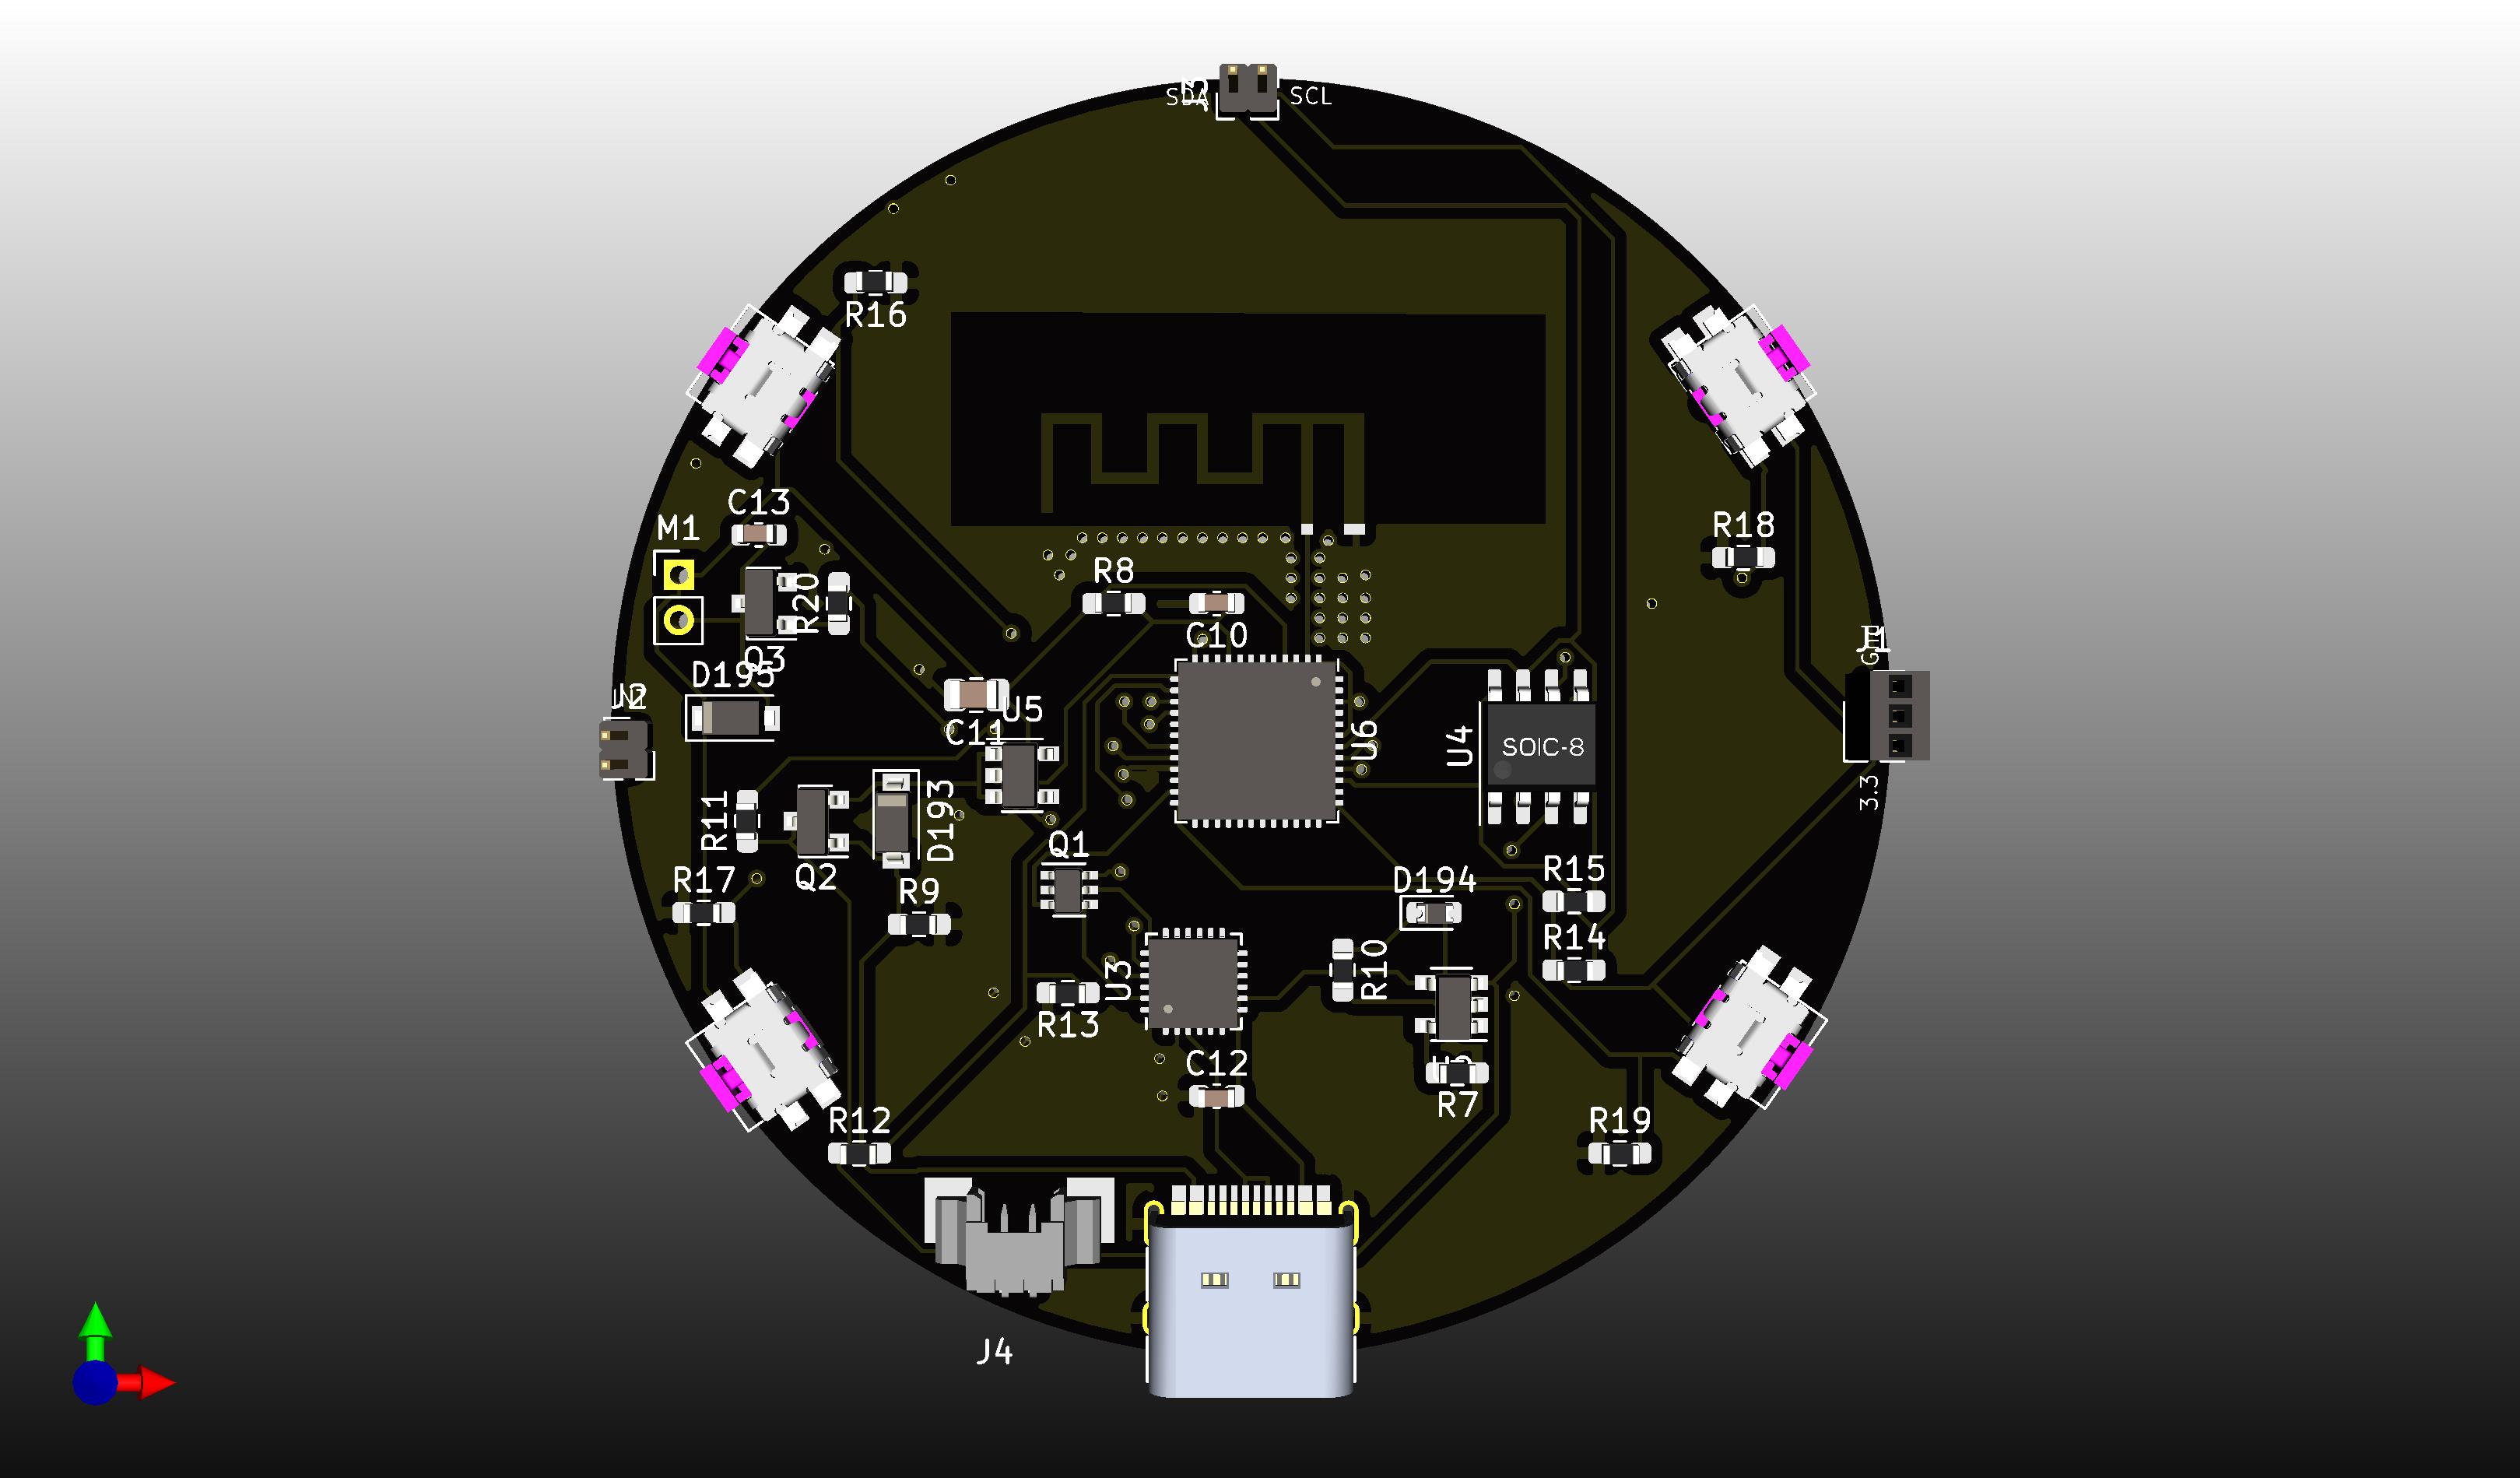 SDA
SCL
R16
C13
M1
R18
R8
R20
C10
J1
Q3
D195
J2
C11
U5
U6
U4
SOIC-8
3.3
R11
D193
Q1
Q2
R17
R9
D194
R15
R14
U3
R10
R13
C12
R7
R12
R19
J4